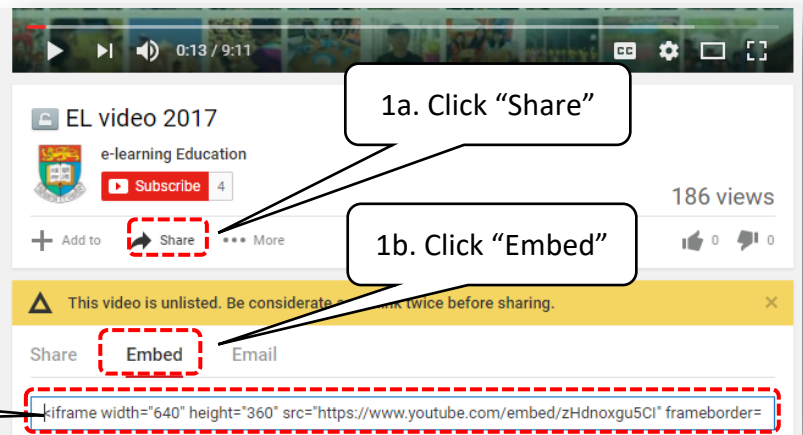 CC
0:13 / 9:11
1a. Click “Share”
EL video 2017
e-learning Education
Subscribe 4
186 views
Add to Share More
0 0
1b. Click “Embed”
This video is unlisted. Be considerate twice before sharing.
Share Embed Email
<iframe width="640" height="360" src="https://www.youtube.com/embed/zHdnoxgu5CI" frameborder=